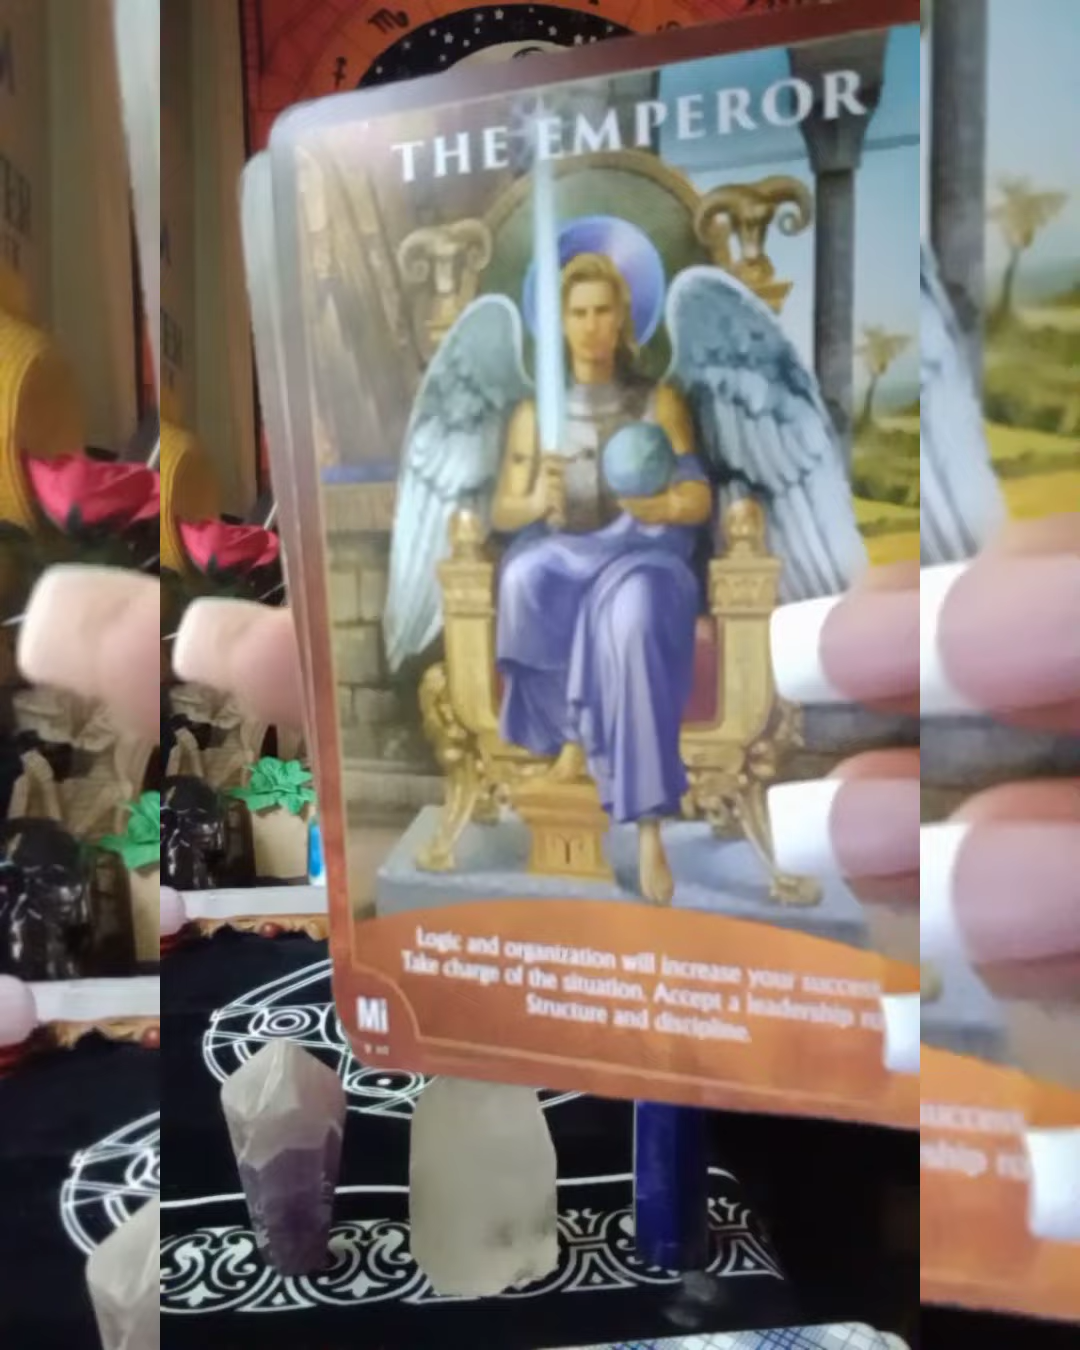 THE EMPEROR
Logic and organization will increase your success.
Take charge of the situation. Accept a leadership
Structure and discipline.
Mi